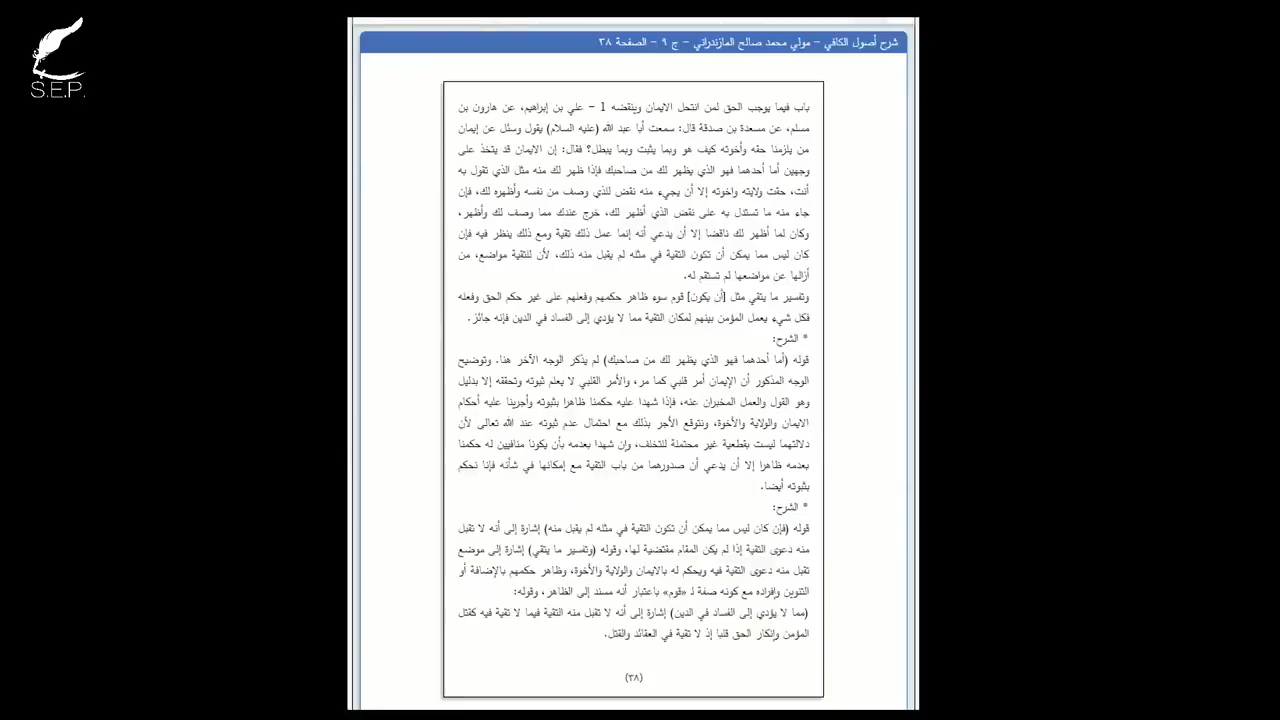 S.E.P.
شرح أصول الكافي - مولي محمد صالح المازندراني - ج ٩ - الصفحة ٣٨
باب فيما يوجب الحق لمن انتحل الايمان وينقضه 1 - علي بن إبراهيم، عن هارون بن
مسلم، عن مسعدة بن صدقة قال: سمعت أبا عبد الله (عليه السلام) يقول وسئل عن إيمان
من يلزمنا حقه وأخوته كيف هو وبما يثبت وبما يبطل؟ فقال: إن الايمان قد يتخذ على
وجهين أما أحدهما فهو الذي يظهر لك من صاحبك فإذا ظهر لك منه مثل الذي تقول به
أنت، حقت ولايته واخوته إلا أن يجيء منه نقض للذي وصف من نفسه وأظهره لك، فإن
جاء منه ما تستدل به على نقض الذي أظهر لك، خرج عندك مما وصف لك وأظهر،
وكان لما أظهر لك ناقضا إلا أن يدعي أنه إنما عمل ذلك تقية ومع ذلك ينظر فيه فإن
كان ليس مما يمكن أن تكون التقية في مثله لم يقبل منه ذلك، لأن للتقية مواضع، من
أزالها عن مواضعها لم تستقم له.
وتفسير ما يتقي مثل [أن يكون] قوم سوء ظاهر حكمهم وفعلهم على غير حكم الحق وفعله
فكل شيء يعمل المؤمن بينهم لمكان التقية مما لا يؤدي إلى الفساد في الدين فإنه جائز.
* الشرح:
قوله (أما أحدهما فهو الذي يظهر لك من صاحبك) لم يذكر الوجه الآخر هنا. وتوضيح
الوجه المذكور أن الإيمان أمر قلبي كما مر، والأمر القلبي لا يعلم ثبوته وتحققه إلا بدليل
وهو القول والعمل المخبران عنه، فإذا شهدا عليه حكمنا ظاهرا بثبوته وأجرينا عليه أحكام
الايمان والولاية والأخوة، ونتوقع الأجر بذلك مع احتمال عدم ثبوته عند الله تعالى لأن
دلالتهما ليست بقطعية غير محتملة للتخلف، وإن شهدا بعدمه بأن يكونا منافيين له حكمنا
بعدمه ظاهرا إلا أن يدعي أن صدورهما من باب التقية مع إمكانها في شأنه فإنا نحكم
بثبوته أيضا.
* الشرح:
قوله (فإن كان ليس مما يمكن أن تكون التقية في مثله لم يقبل منه) إشارة إلى أنه لا تقبل
منه دعوى التقية إذا لم يكن المقام مقتضية لها، وقوله (وتفسير ما يتقي) إشارة إلى موضع
تقبل منه دعوى التقية فيه ويحكم له بالايمان والولاية والأخوة، وظاهر حكمهم بالإضافة أو
التنوين وإفراده مع كونه صفة لـ «قوم» باعتبار أنه مسند إلى الظاهر، وقوله:
(مما لا يؤدي إلى الفساد في الدين) إشارة إلى أنه لا تقبل منه التقية فيما لا تقية فيه كقتل
المؤمن وإنكار الحق قلبا إذ لا تقية في العقائد والقتل.
(٣٨)